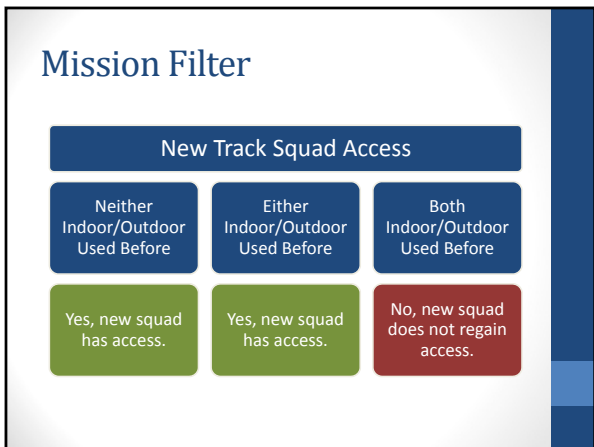 Mission Filter
New Track Squad Access
Neither
Indoor/Outdoor
Used Before
Either
Indoor/Outdoor
Used Before
Both
Indoor/Outdoor
Used Before
Yes, new squad
has access.
Yes, new squad
has access.
No, new squad
does not regain
access.